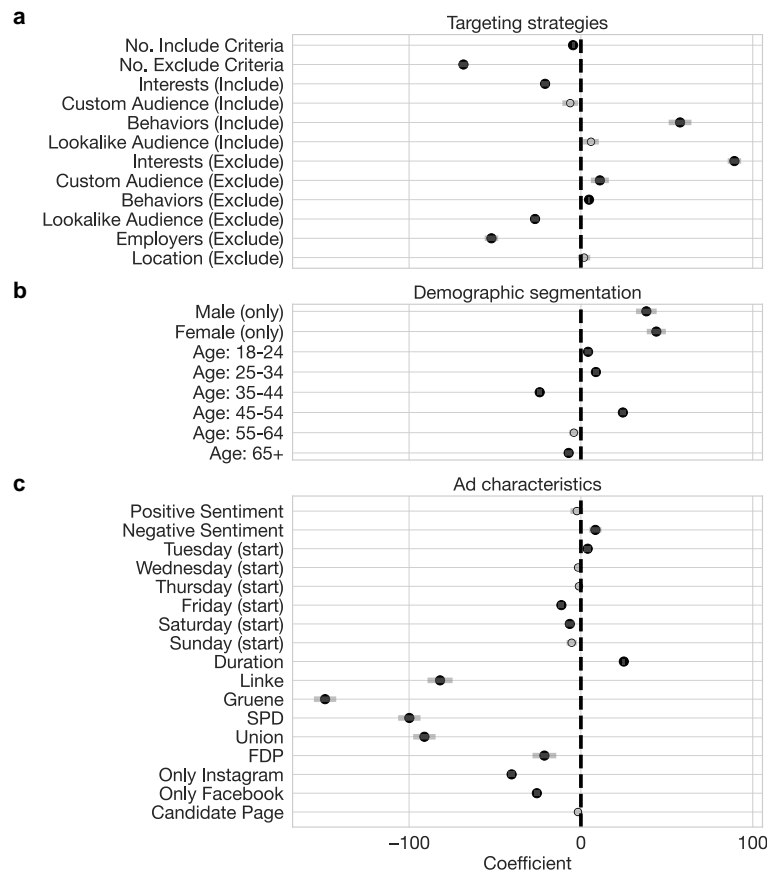 a
Targeting strategies
No. Include Criteria
No. Exclude Criteria
Interests (Include)
Custom Audience (Include)
Behaviors (Include)
Lookalike Audience (Include)
Interests (Exclude)
Custom Audience (Exclude)
Behaviors (Exclude)
Lookalike Audience (Exclude)
Employers (Exclude)
Location (Exclude)
b
Demographic segmentation
Male (only)
Female (only)
Age: 18-24
Age: 25-34
Age: 35-44
Age: 45-54
Age: 55-64
Age: 65+
c
Ad characteristics
Positive Sentiment
Negative Sentiment
Tuesday (start)
Wednesday (start)
Thursday (start)
Friday (start)
Saturday (start)
Sunday (start)
Duration
Linke
Gruene
SPD
Union
FDP
Only Instagram
Only Facebook
Candidate Page
−100 0 100
Coefficient